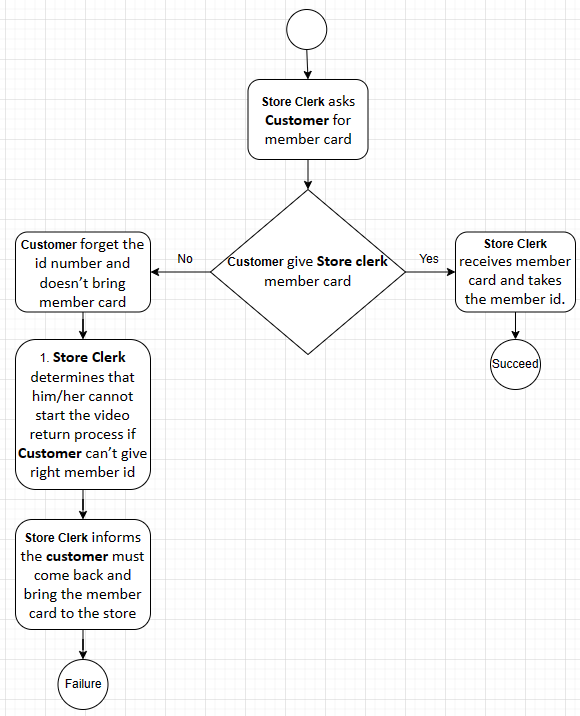 Store Clerk asks
Customer for
member card
Customer give Store clerk
member card
No
Yes
Customer forget the
id number and
doesn’t bring
member card
Store Clerk
receives member
card and takes
the member id.
Succeed
1. Store Clerk
determines that
him/her cannot
start the video
return process if
Customer can’t give
right member id
Store Clerk informs
the customer must
come back and
bring the member
card to the store
Failure